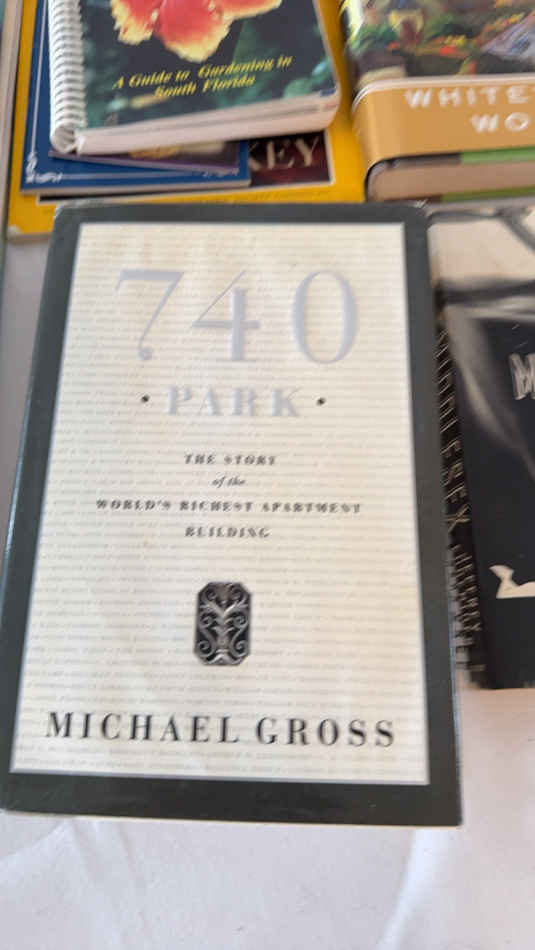 A Guide to Gardening in
South Florida
KEY
WHITE
WO
740
• PARK •
THE STORY
of the
WORLD'S RICHEST APARTMENT
BUILDING
MICHAEL GROSS
MIDDLESEX
M